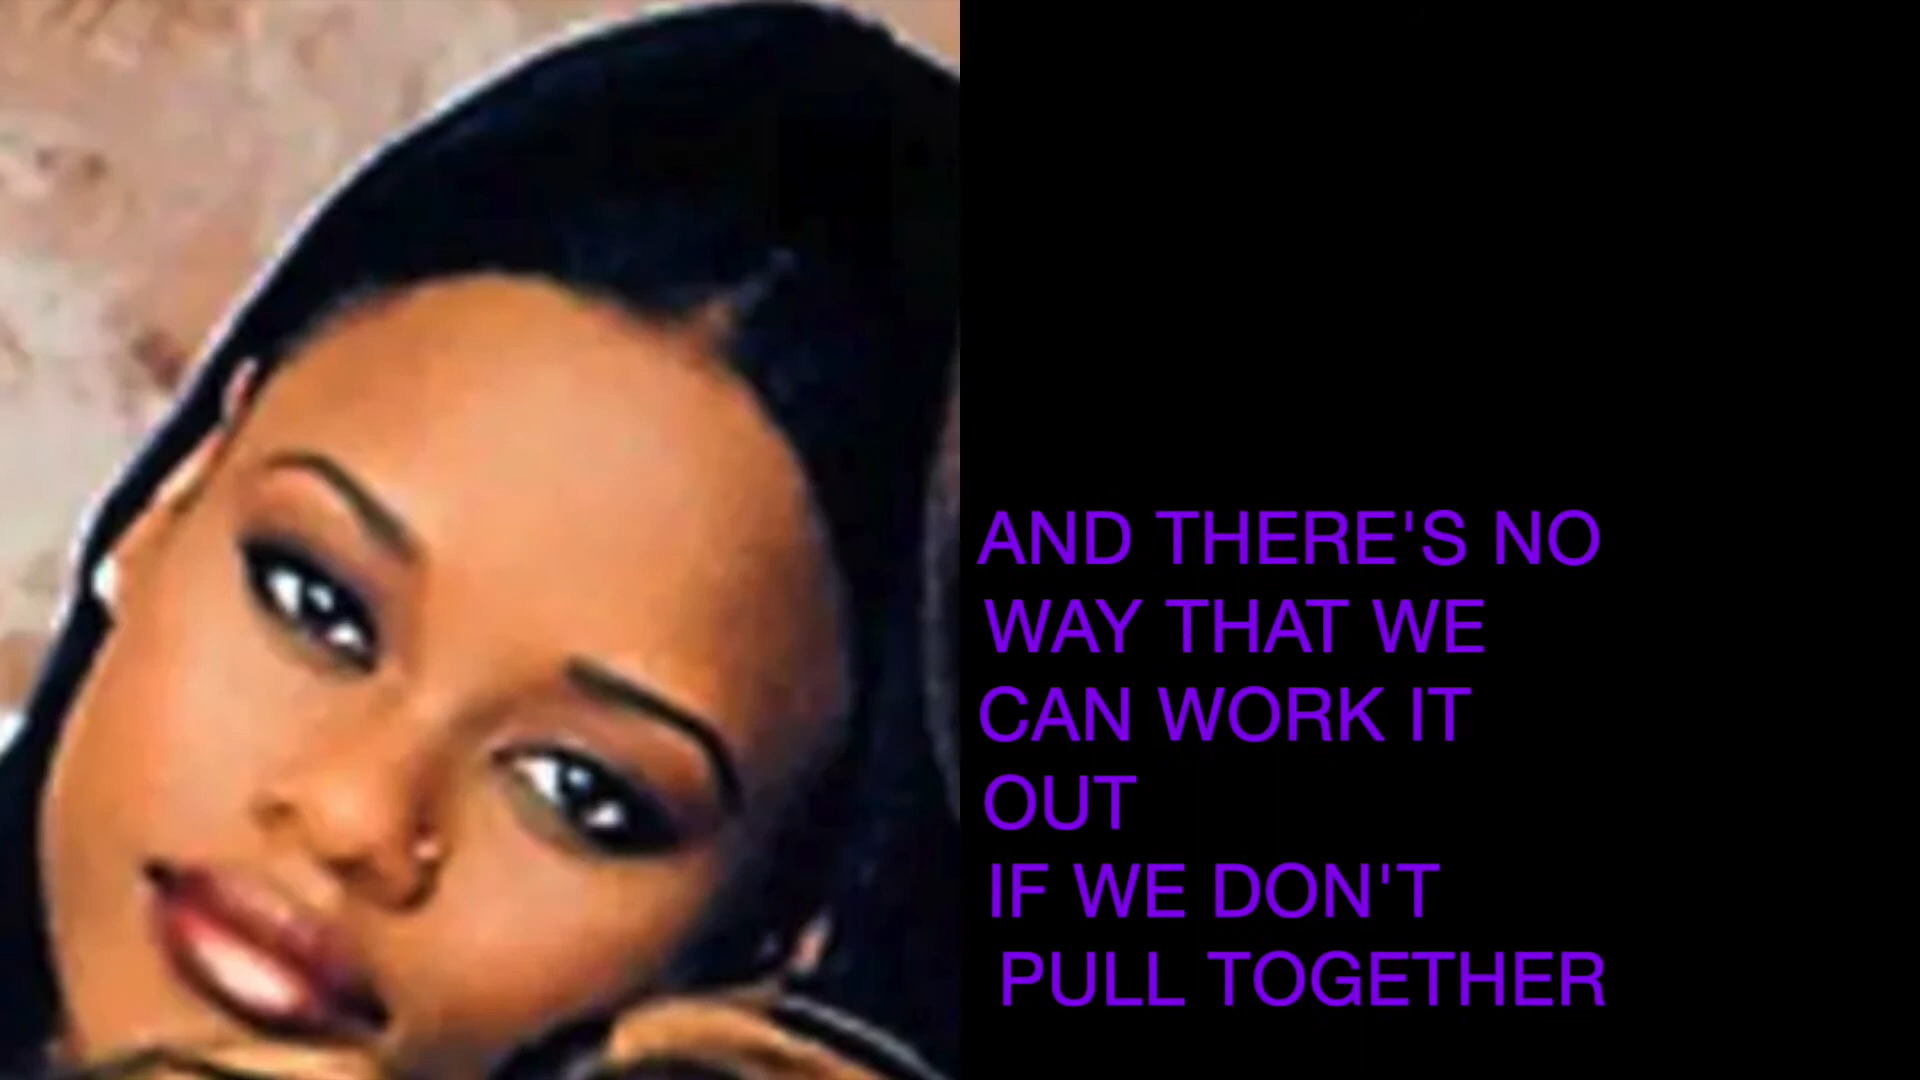 AND THERE'S NO
WAY THAT WE
CAN WORK IT
OUT
IF WE DON'T
PULL TOGETHER